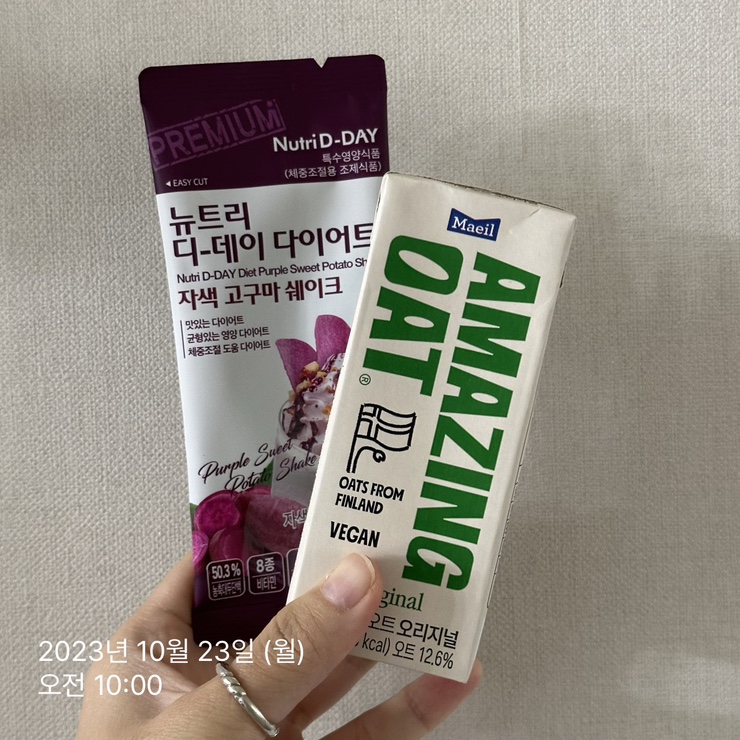 PREMIUM
Nutri D-DAY
특수영양식품
(체중조절용 조제식품)
◀ EASY CUT
뉴트리
디-데이 다이어트
Nutri D-DAY Diet Purple Sweet Potato Sh
자색 고구마 쉐이크
맛있는 다이어트
균형있는 영양 다이어트
체중조절 도움 다이어트
Purple Sweet
Potato Shake
자색
50.3%
8종
비타민
Maeil
AMAZING
OAT
®
OATS FROM
FINLAND
VEGAN
ginal
오트 오리지널
kcal) 오트 12.6%
2023년 10월 23일 (월)
오전 10:00